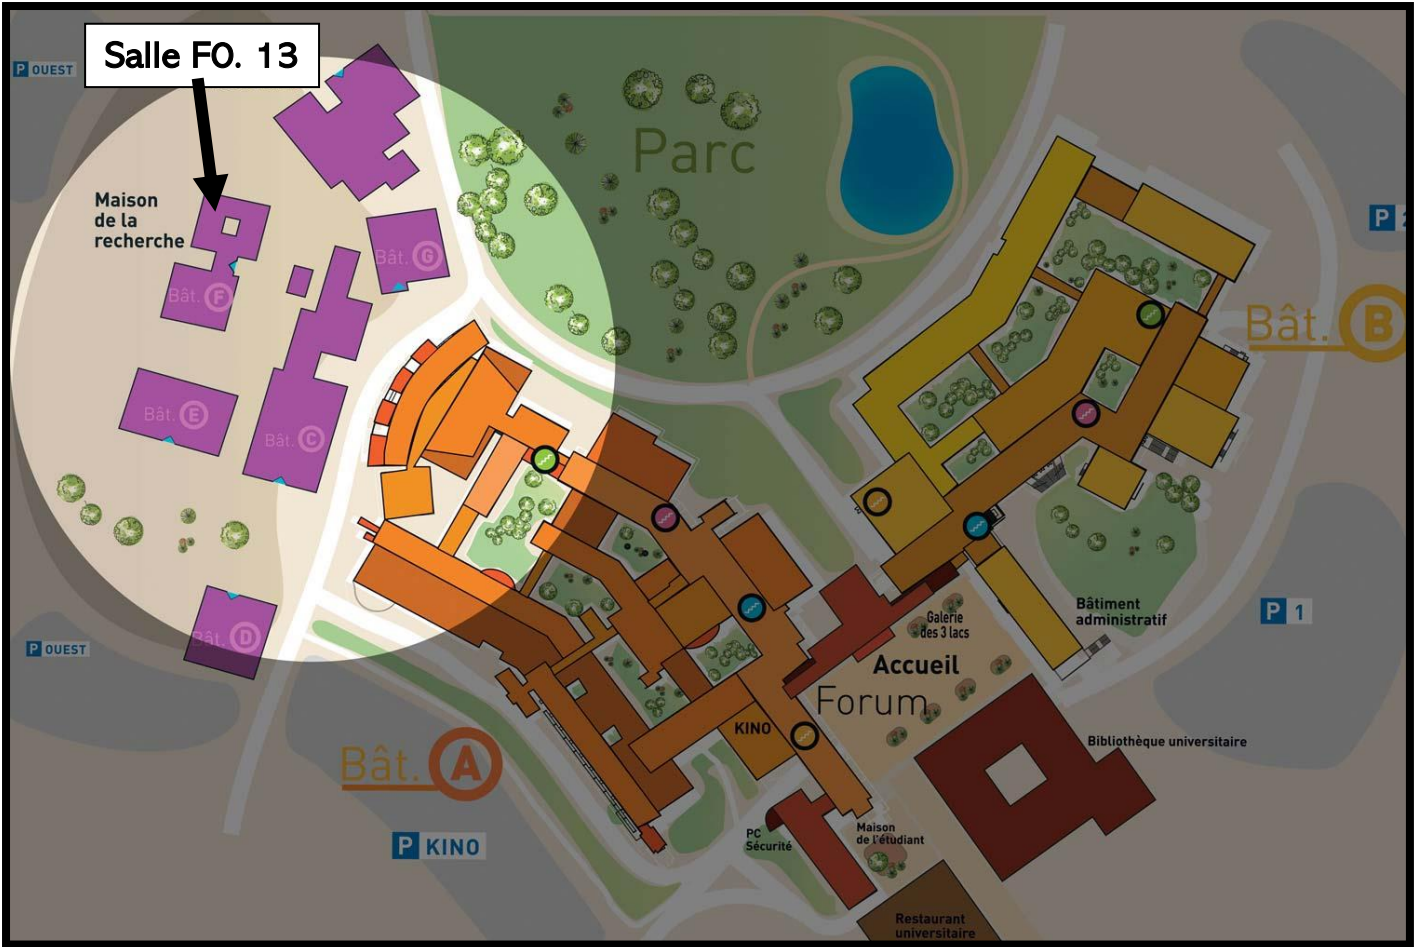 Salle F0. 13
P OUEST
Parc
Maison
de la
recherche
Bât. G
Bât. F
P 2
Bât. B
Bât. E
Bât. C
Bât. D
P OUEST
Galerie
des 3 lacs
Bâtiment
administratif
P 1
Accueil
Forum
KINO
Bât. A
Bibliothèque universitaire
P KINO
PC
Sécurité
Maison
de l'étudiant
Restaurant
universitaire